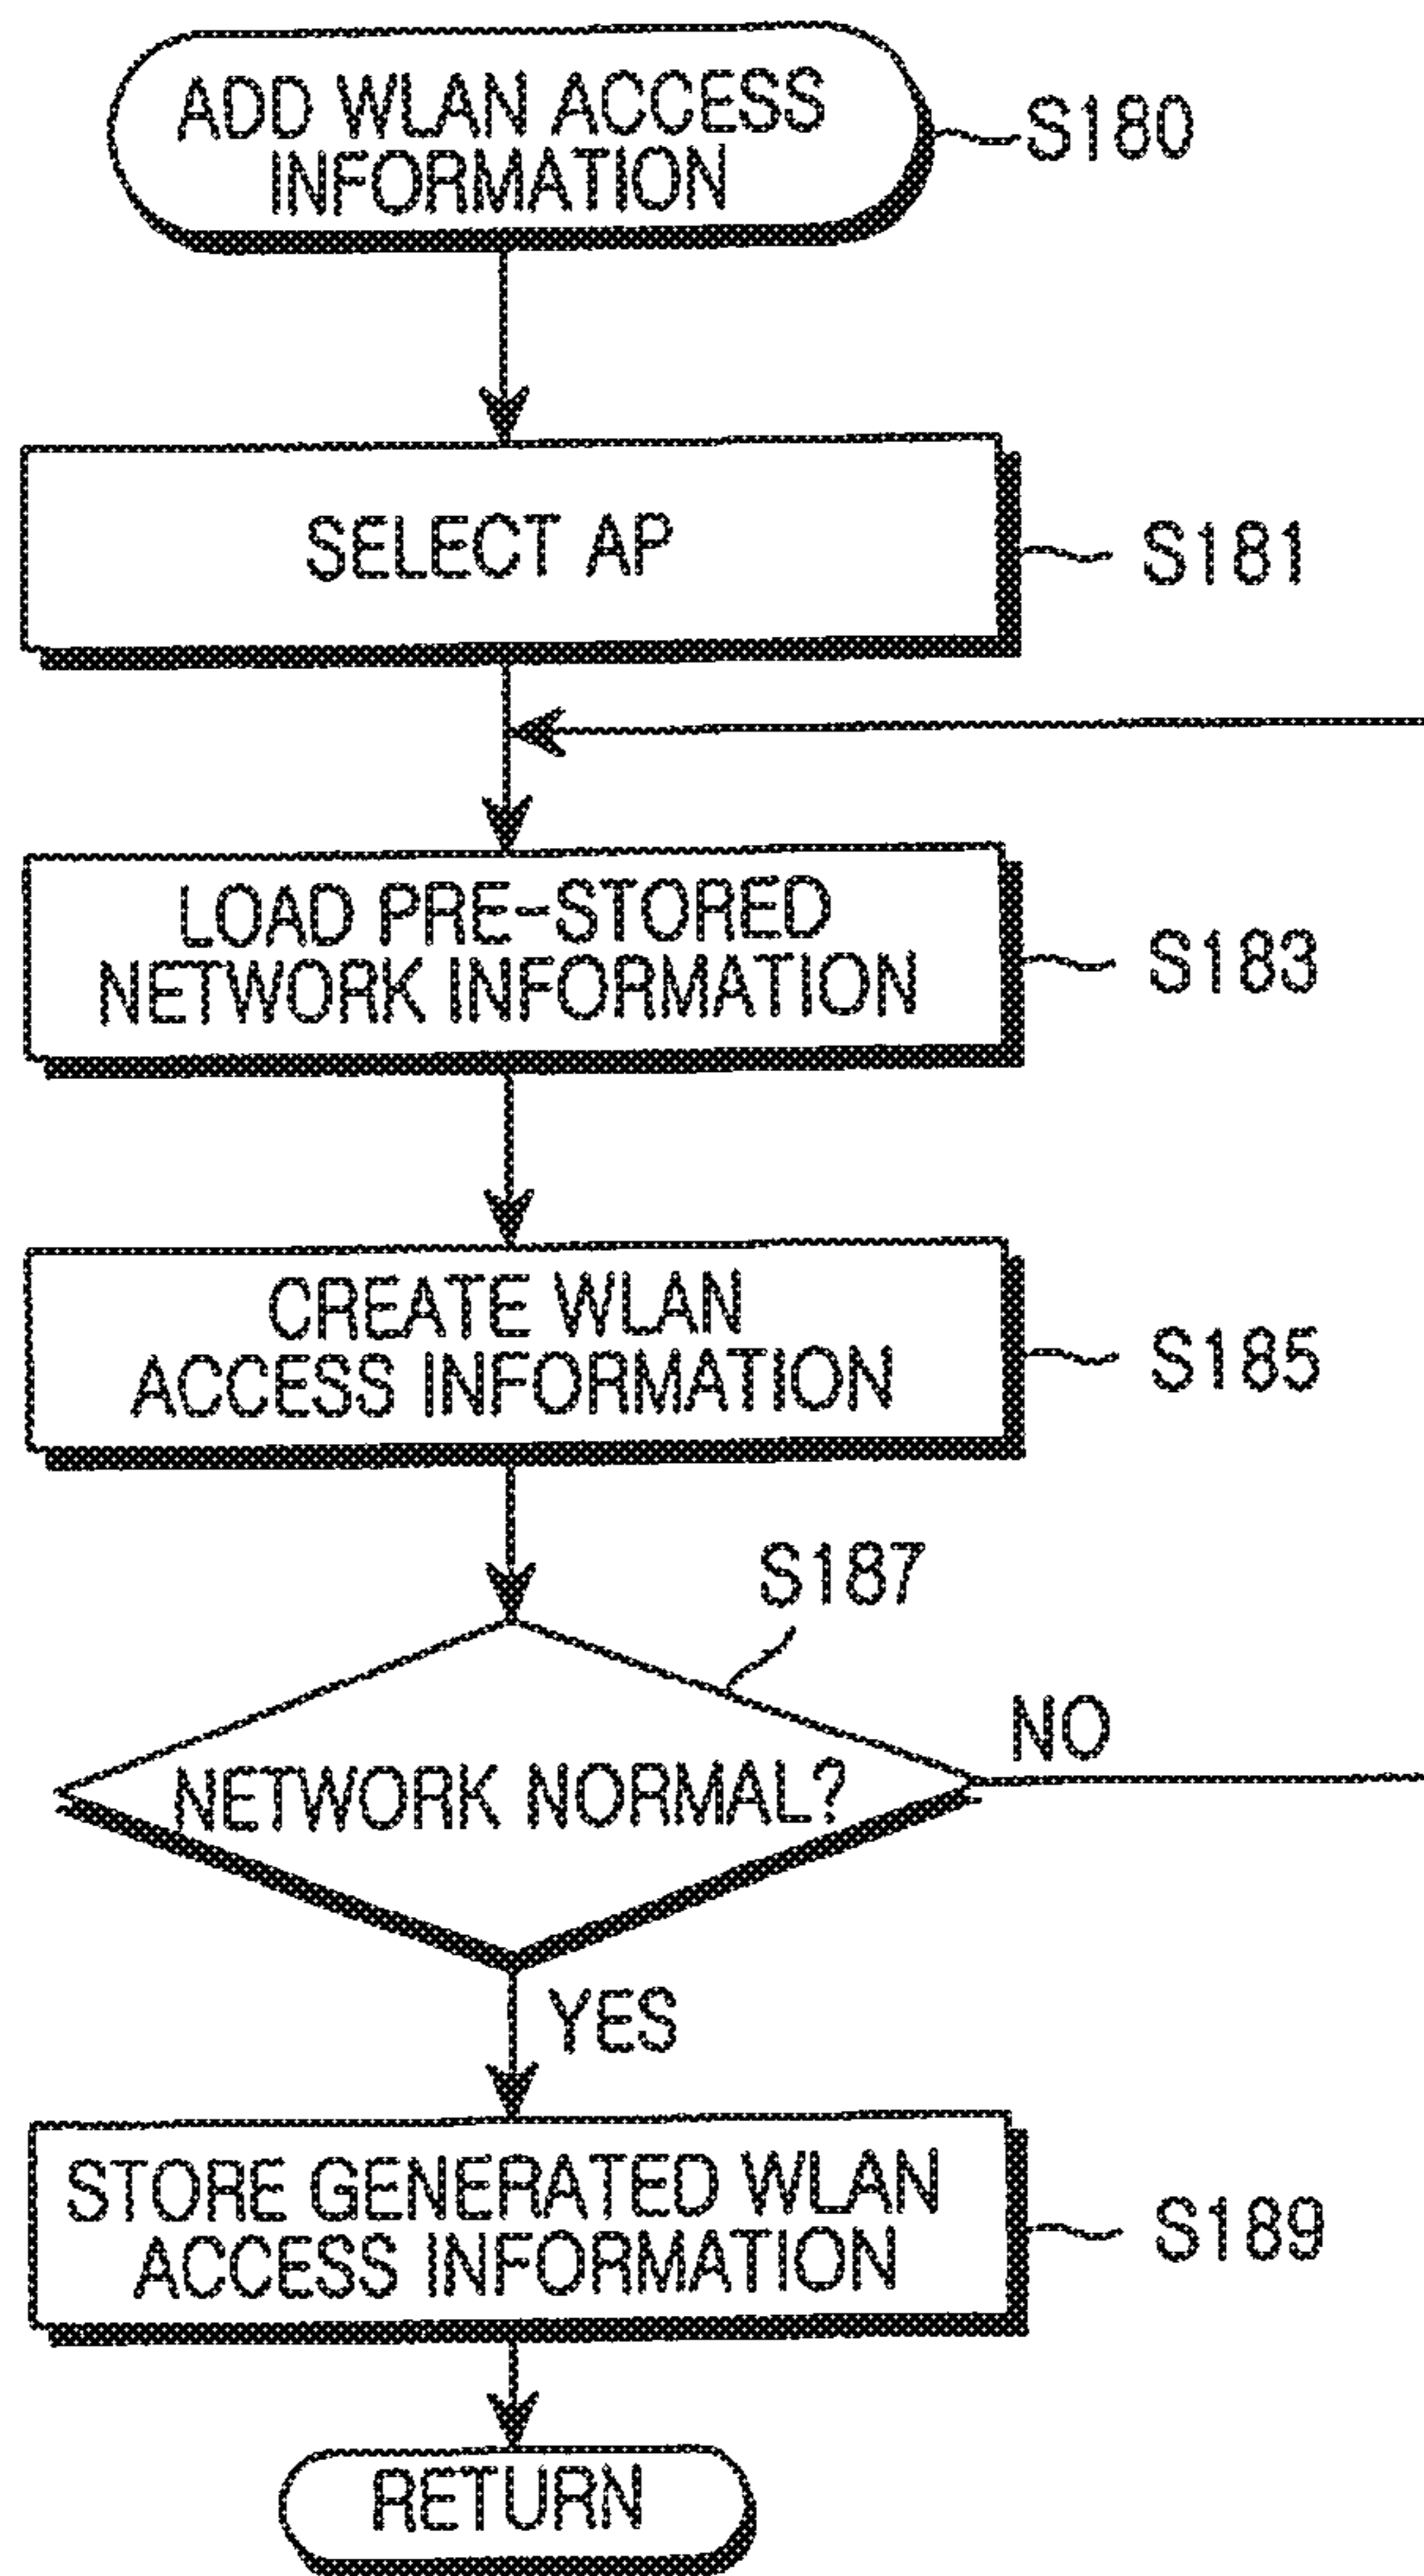 ADD WLAN ACCESS
INFORMATION
S180
SELECT AP
S181
LOAD PRE-STORED
NETWORK INFORMATION
S183
CREATE WLAN
ACCESS INFORMATION
S185
S187
NETWORK NORMAL?
NO
YES
STORE GENERATED WLAN
ACCESS INFORMATION
S189
RETURN